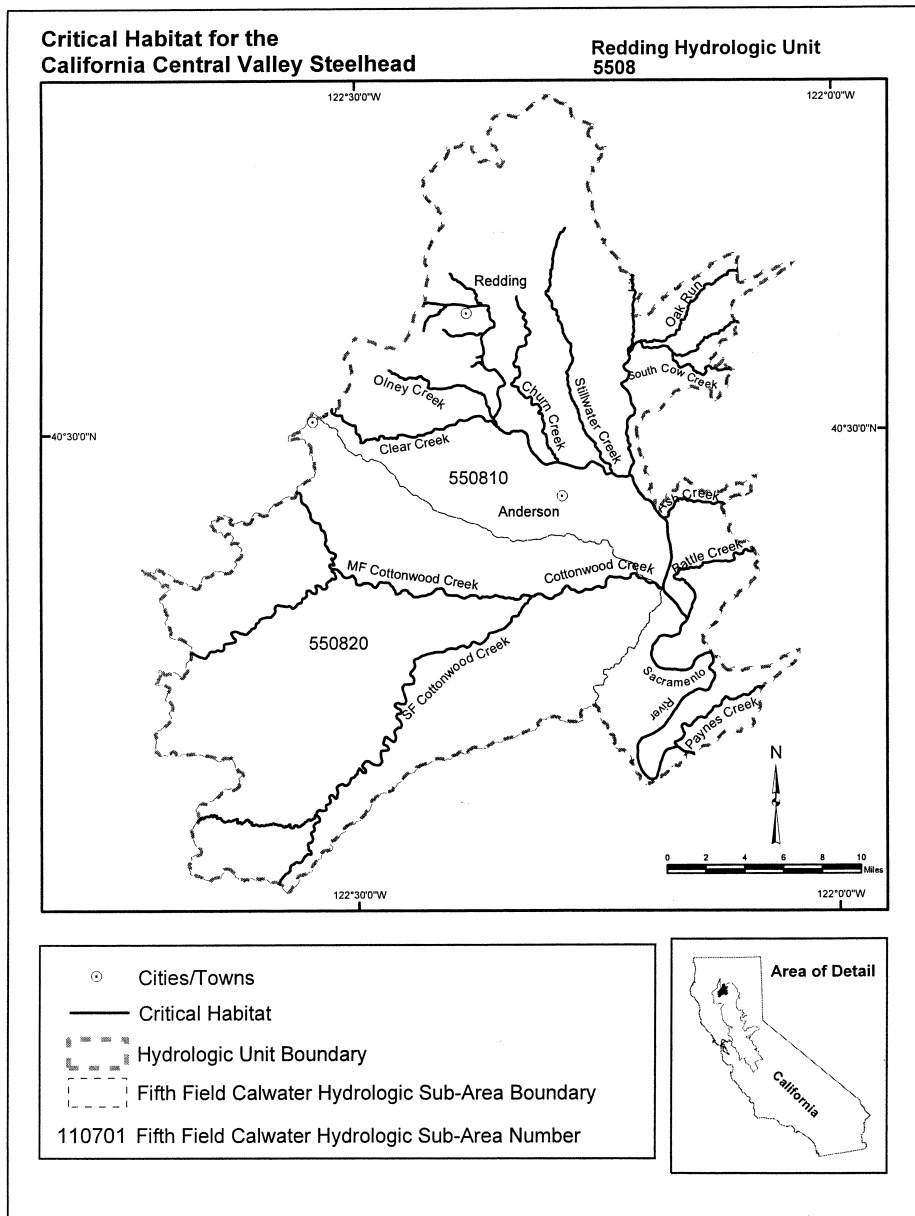 Critical Habitat for the
California Central Valley Steelhead
Redding Hydrologic Unit
5508
122°30'0"W
122°0'0"W
Redding
Oak Run
South Cow Creek
Olney Creek
Churn Creek
Stillwater Creek
40°30'0"N
40°30'0"N
Clear Creek
550810
Ash Creek
Anderson
Battle Creek
MF Cottonwood Creek
Cottonwood Creek
550820
SF Cottonwood Creek
Sacramento
River
Paynes Creek
N
0 2 4 6 8 10
Miles
122°30'0"W
122°0'0"W
Cities/Towns
Critical Habitat
Hydrologic Unit Boundary
Fifth Field Calwater Hydrologic Sub-Area Boundary
110701 Fifth Field Calwater Hydrologic Sub-Area Number
Area of Detail
California